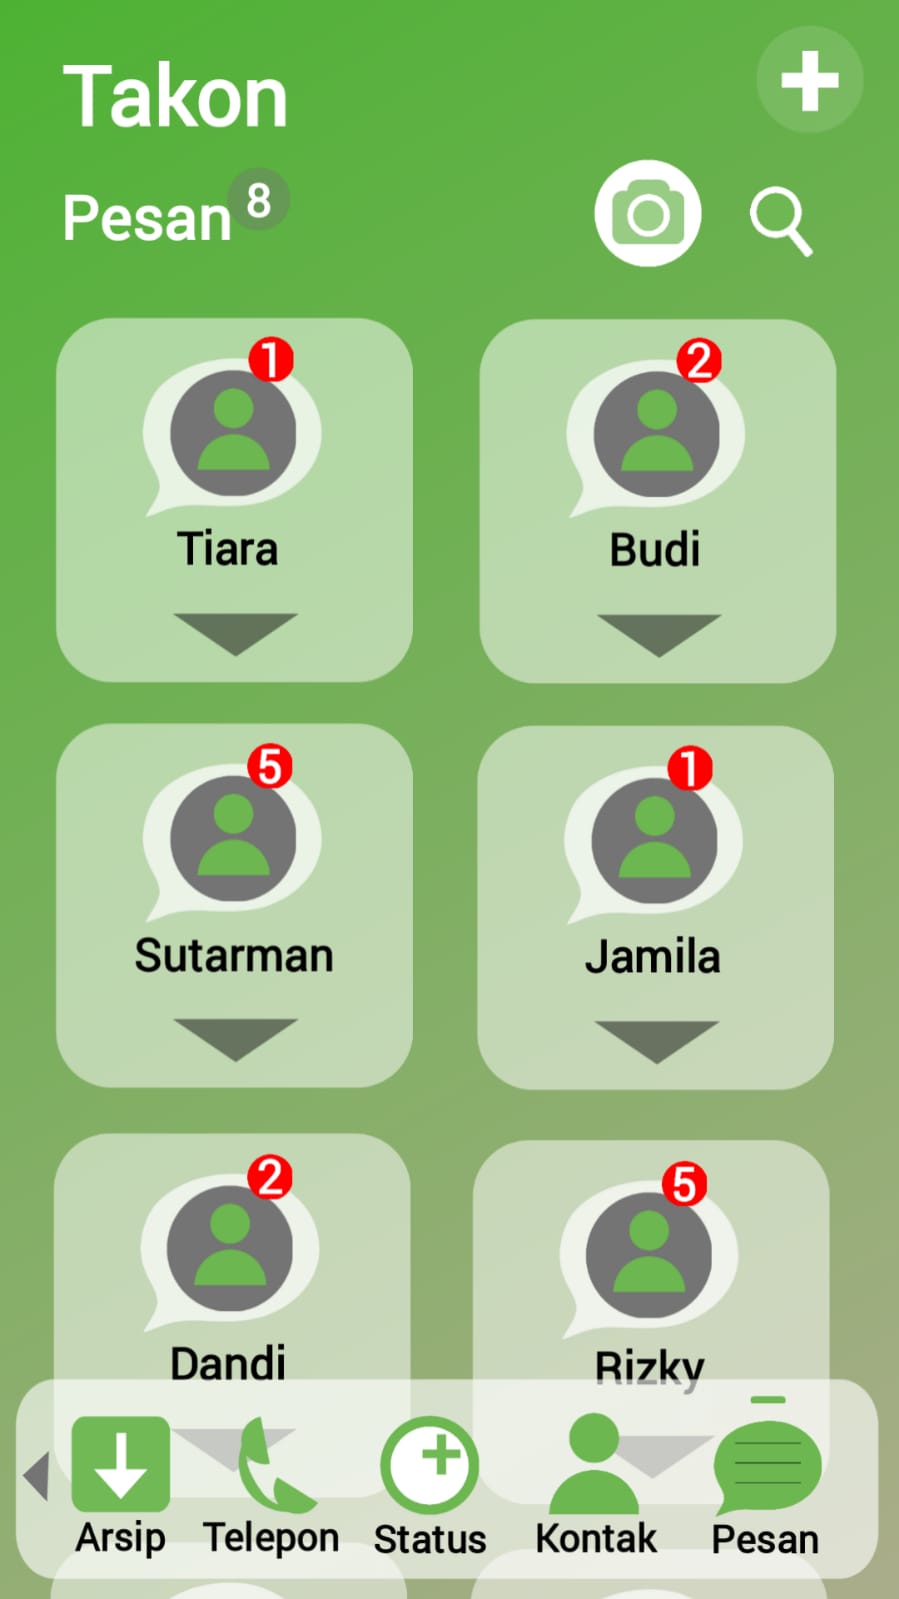 Takon
Pesan 8
1
2
Tiara
Budi
5
1
Sutarman
Jamila
2
5
Dandi
Rizky
Arsip
Telepon
Status
Kontak
Pesan